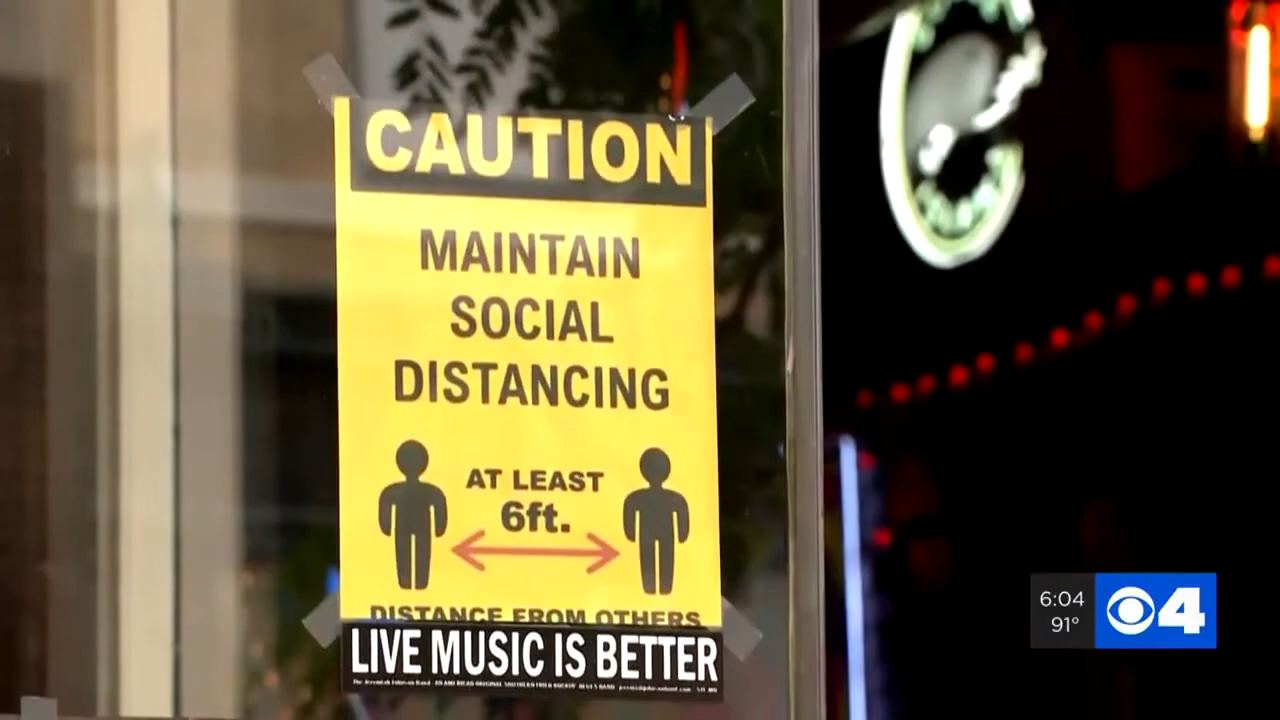 CAUTION
MAINTAIN
SOCIAL
DISTANCING
AT LEAST
6ft.
DISTANCE FROM OTHERS
LIVE MUSIC IS BETTER
6:04
91°
4